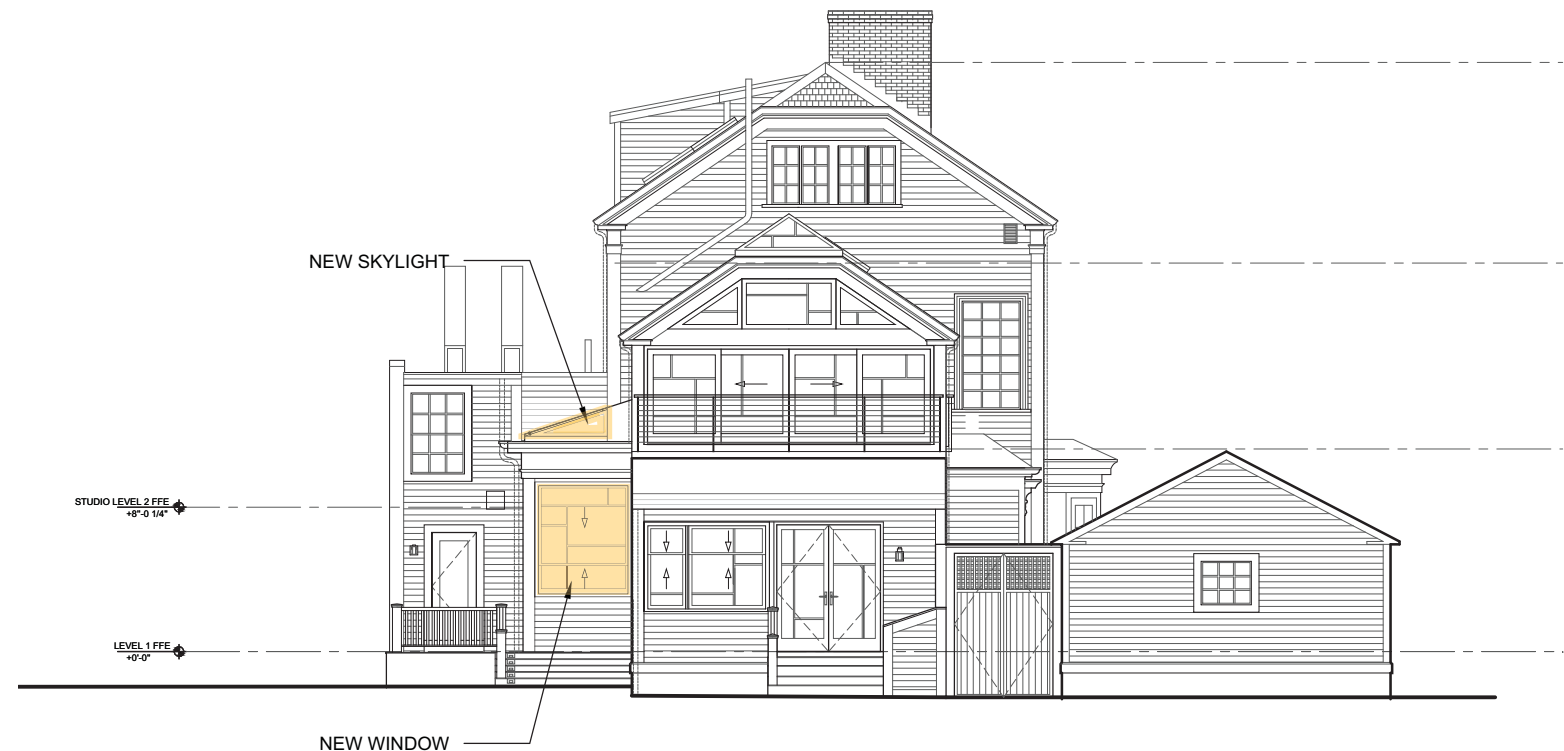 NEW SKYLIGHT
STUDIO LEVEL 2 FFE
+8"-0 1/4"
LEVEL 1 FFE
+0'-0"
NEW WINDOW